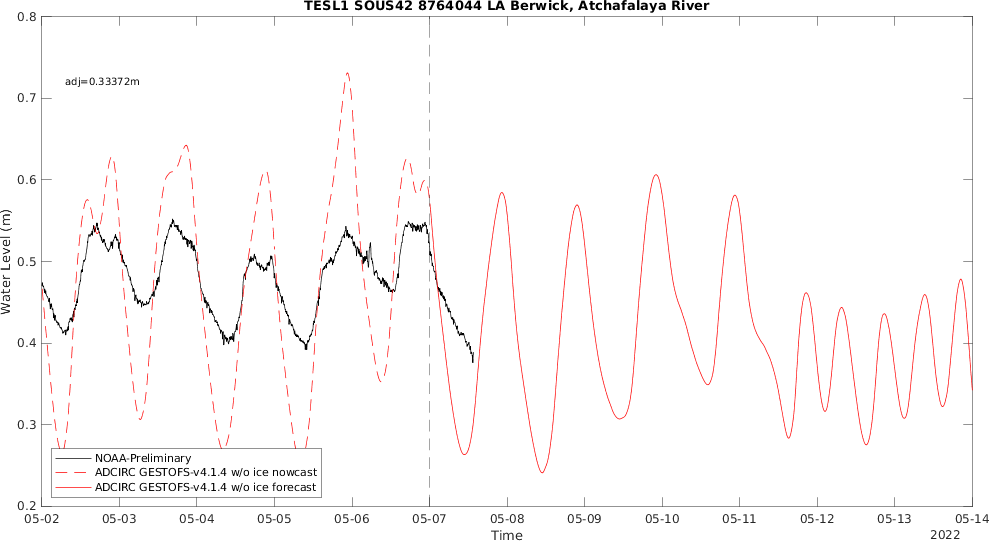 TESL1 SOUS42 8764044 LA Berwick, Atchafalaya River
0.8
0.7
0.6
0.5
0.4
0.3
0.2
Water Level (m)
adj=0.33372m
NOAA-Preliminary
ADCIRC GESTOFS-v4.1.4 w/o ice nowcast
ADCIRC GESTOFS-v4.1.4 w/o ice forecast
05-02 05-03 05-04 05-05 05-06 05-07 05-08 05-09 05-10 05-11 05-12 05-13 05-14
Time
2022